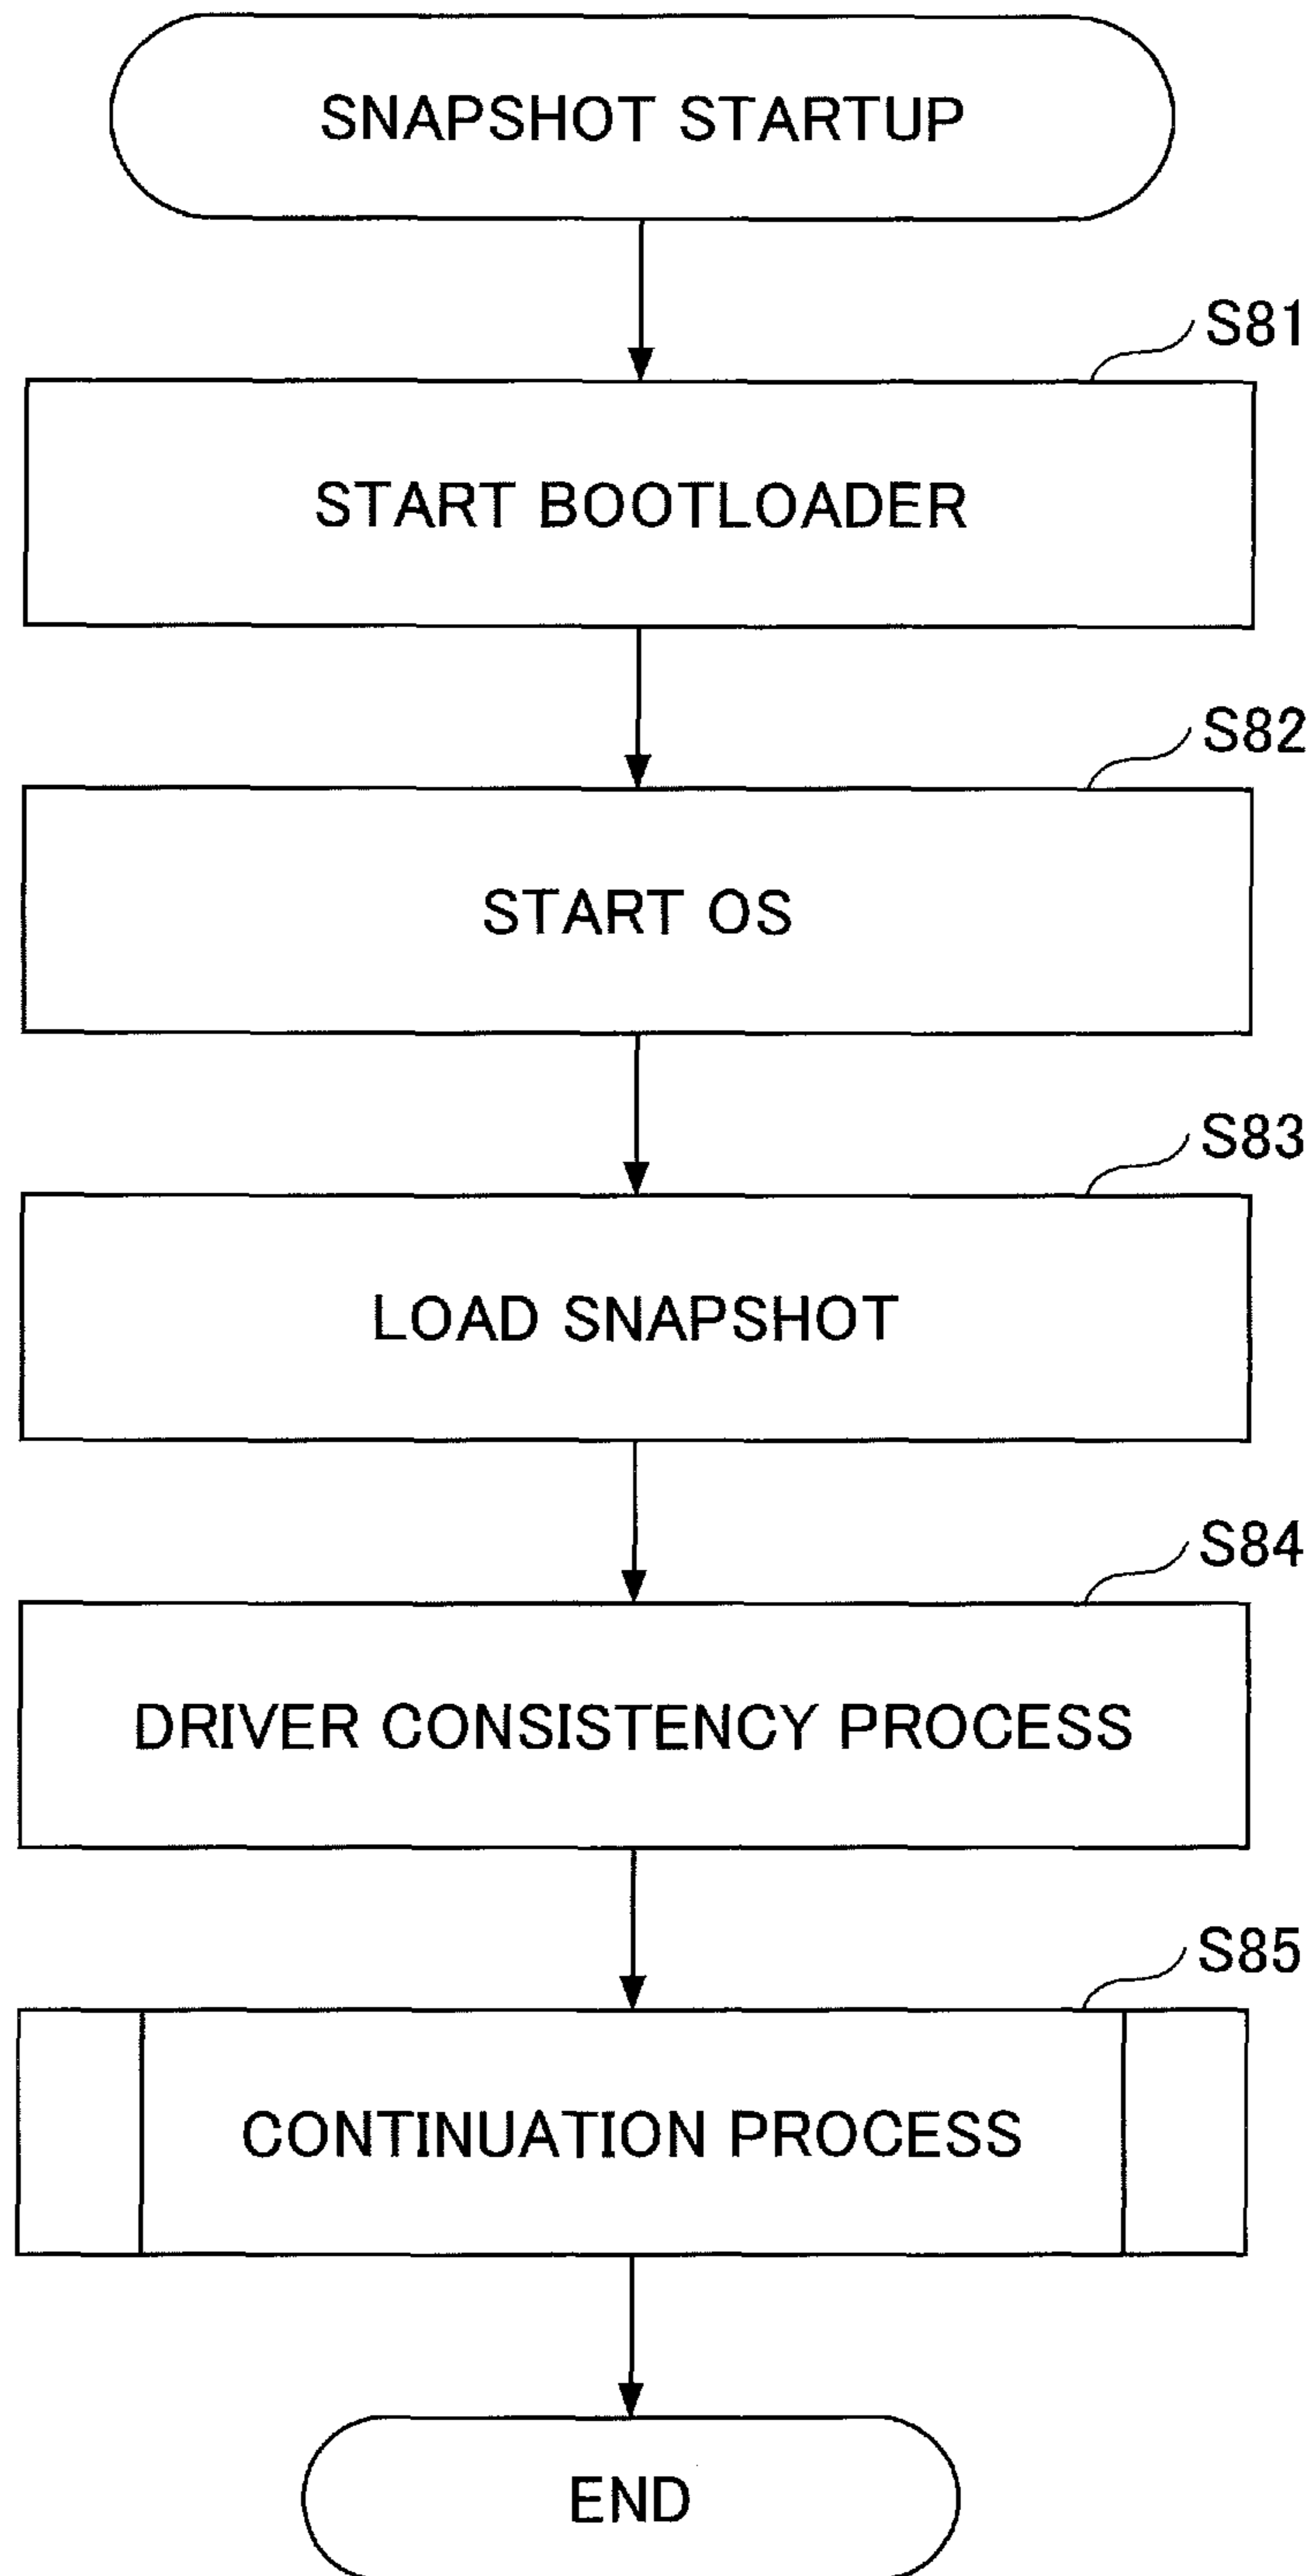 SNAPSHOT STARTUP
S81
START BOOTLOADER
S82
START OS
S83
LOAD SNAPSHOT
S84
DRIVER CONSISTENCY PROCESS
S85
CONTINUATION PROCESS
END